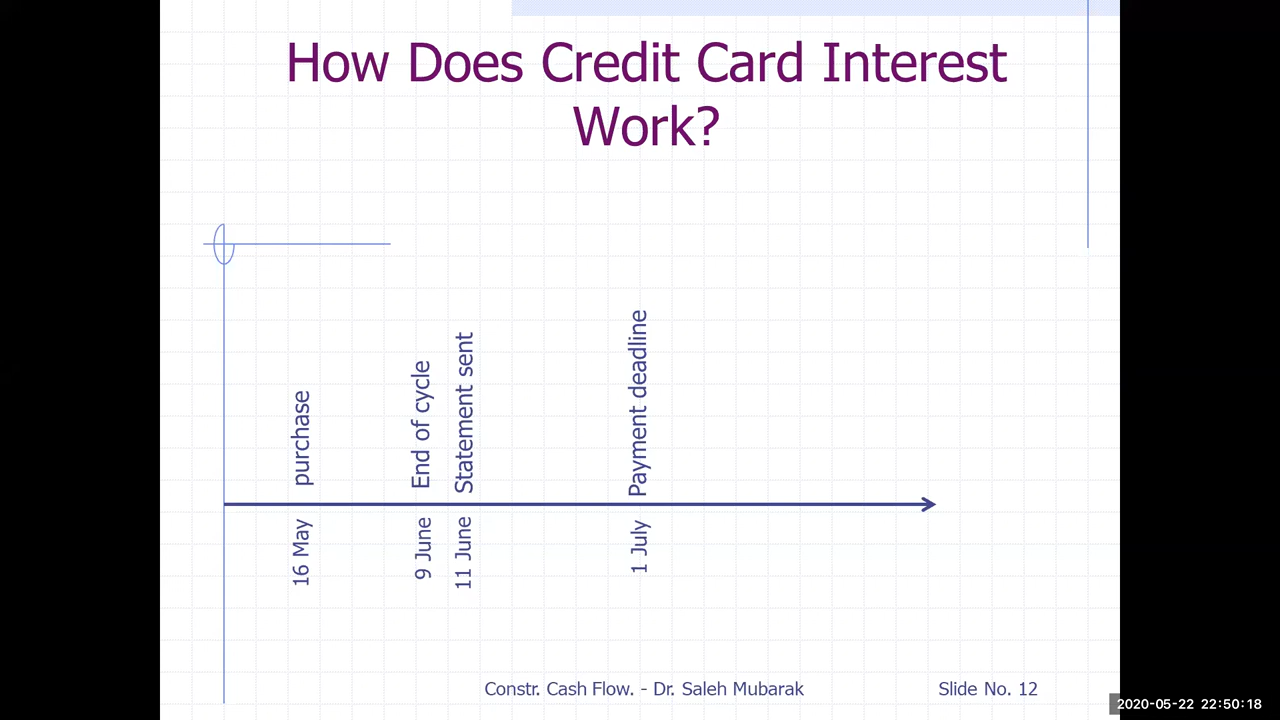 How Does Credit Card Interest
Work?
purchase
End of cycle
Statement sent
Payment deadline
16 May
9 June
11 June
1 July
Constr. Cash Flow. - Dr. Saleh Mubarak
Slide No. 12
2020-05-22 22:50:18